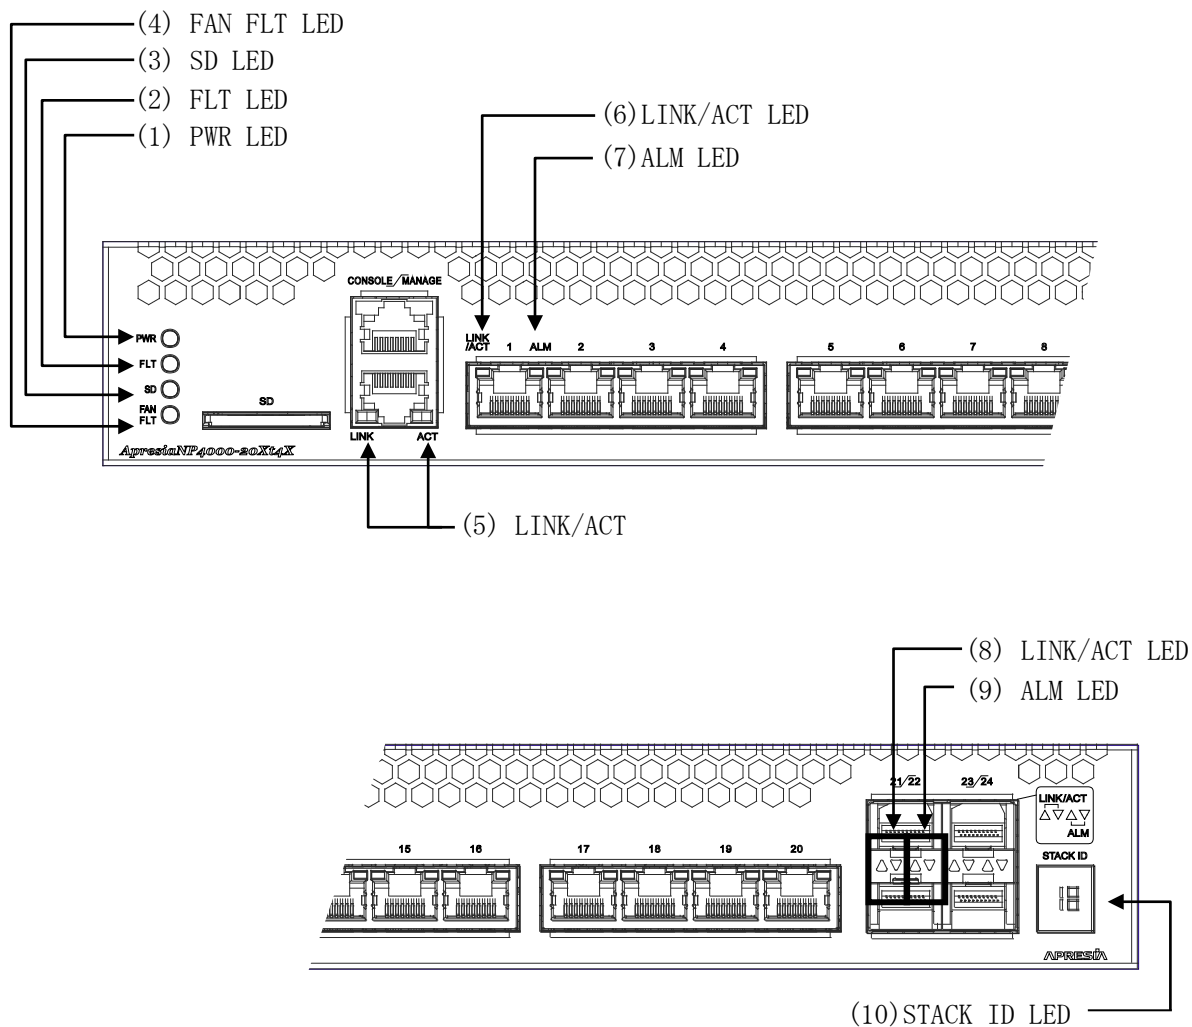 (4) FAN FLT LED
(3) SD LED
(2) FLT LED
(1) PWR LED
(6)LINK/ACT LED
(7)ALM LED
CONSOLE/MANAGE
PWR
FLT
SD
FAN
FLT
SD
LINK
/ACT
1
ALM
2
3
4
5
6
7
8
LINK
ACT
ApresiaNP4000-20Xt4X
(5) LINK/ACT
(8) LINK/ACT LED
(9) ALM LED
21/22
23/24
LINK/ACT
ALM
15
16
17
18
19
20
STACK ID
APRESIA
(10)STACK ID LED